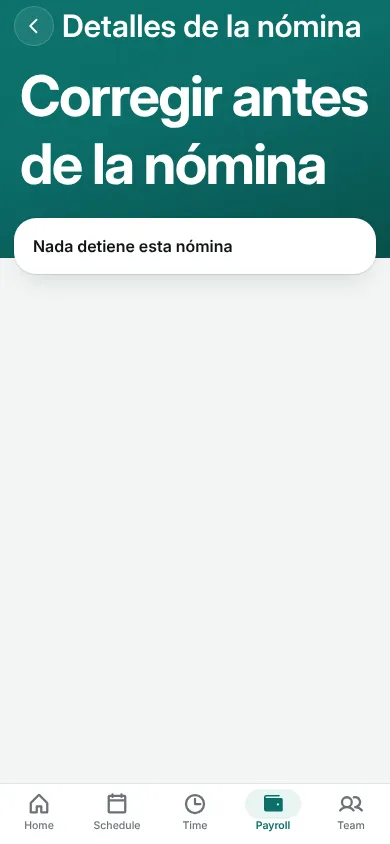 Detalles de la nómina
Corregir antes
de la nómina
Nada detiene esta nómina
Home
Schedule
Time
Payroll
Team